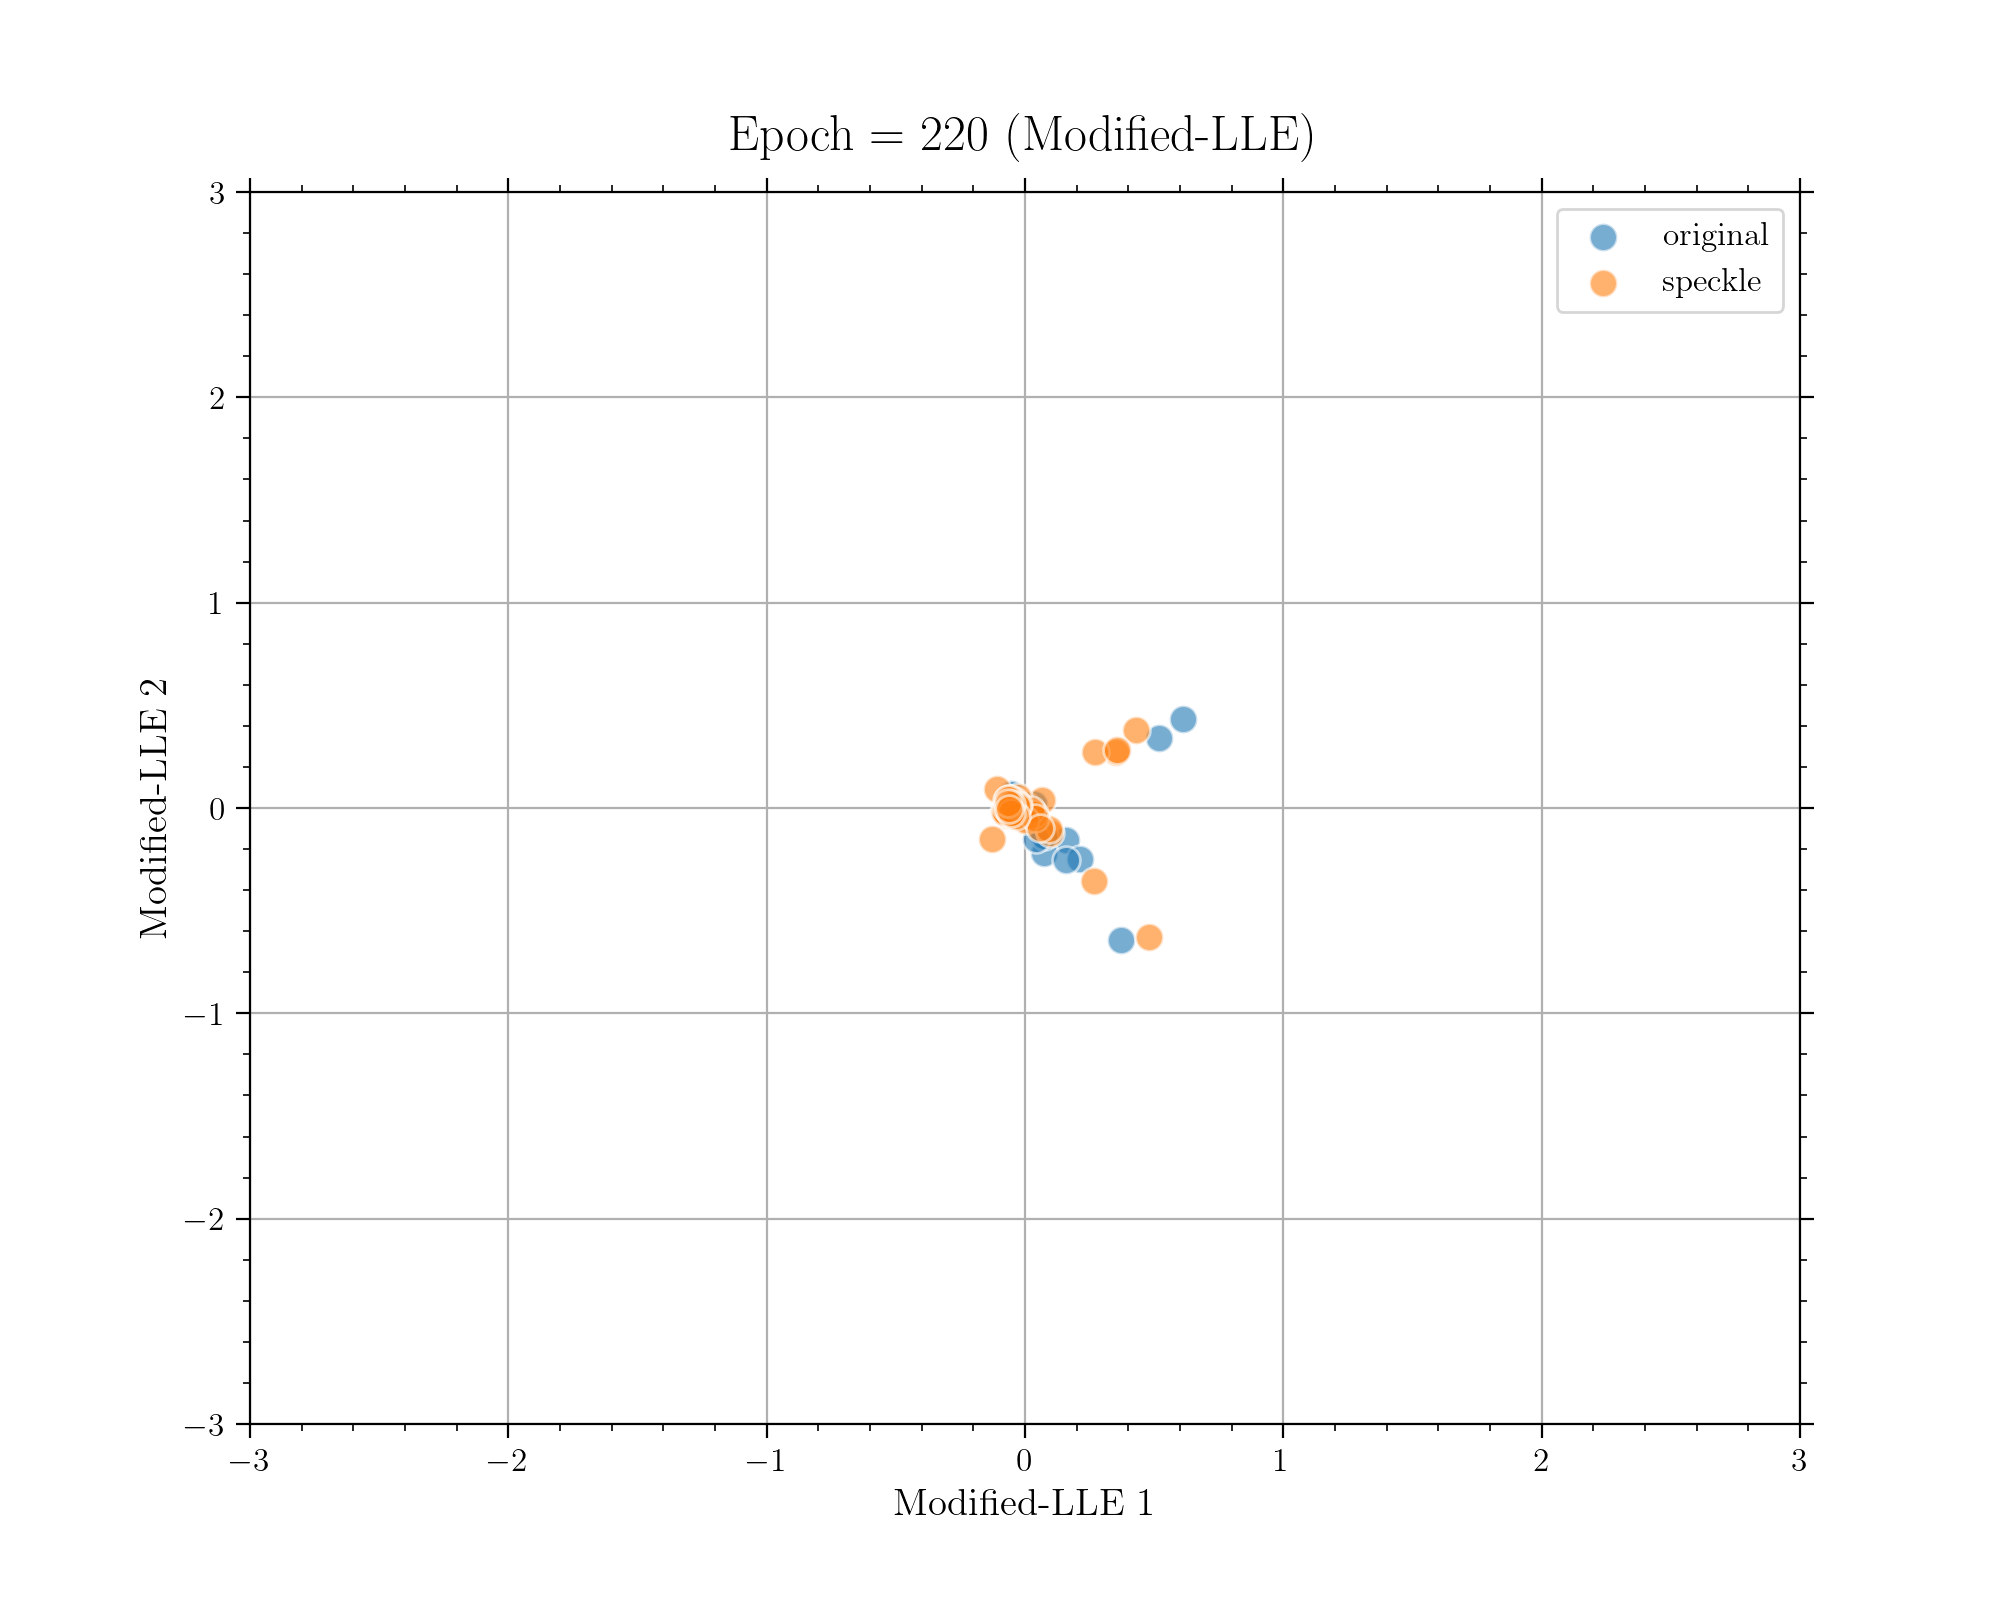 Epoch = 220 (Modified-LLE)
original
speckle
3
2
1
0
−1
−2
−3
Modified-LLE 2
−3
−2
−1
0
1
2
3
Modified-LLE 1